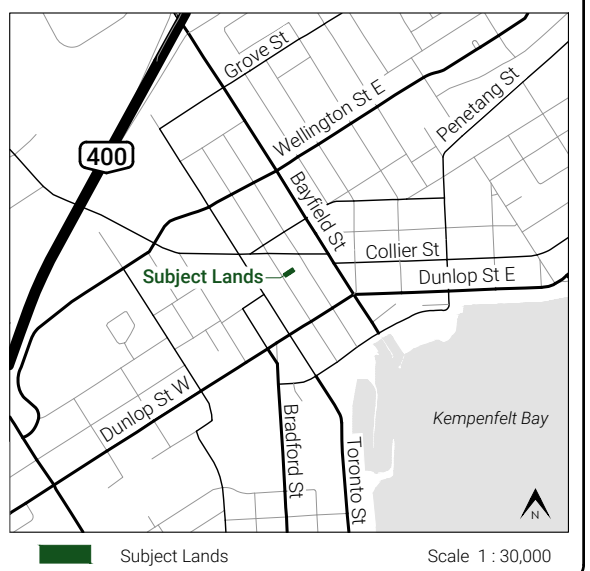 Grove St
Wellington St E
Penetang St
400
Bayfield St
Collier St
Subject Lands
Dunlop St E
Dunlop St W
Bradford St
Toronto St
Kempenfelt Bay
N
Subject Lands
Scale 1 : 30,000